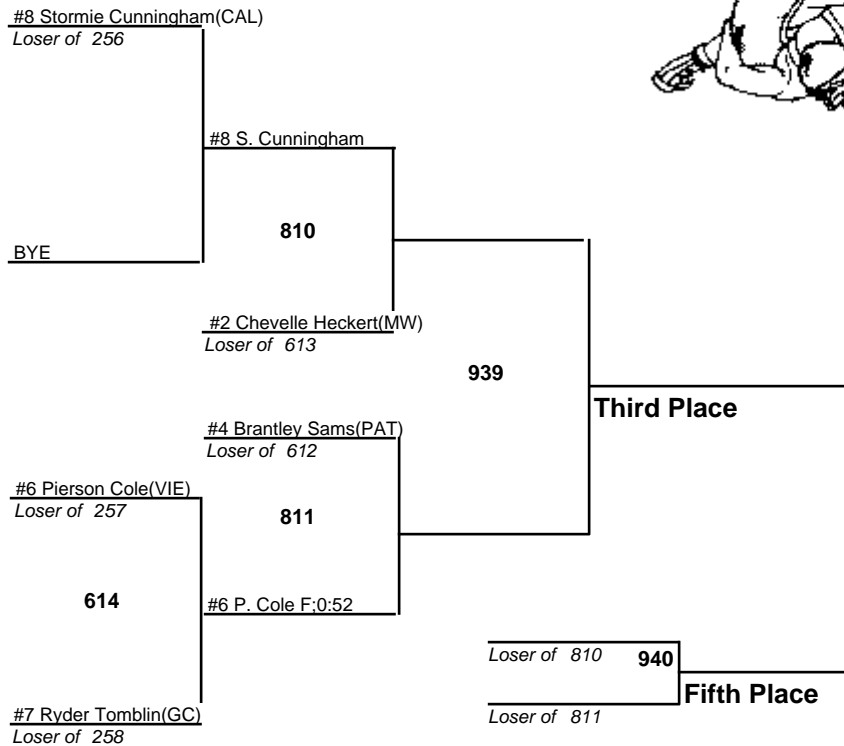 #8 Stormie Cunningham(CAL)
Loser of 256
#8 S. Cunningham
810
BYE
#2 Chevelle Heckert(MW)
Loser of 613
939
Third Place
#4 Brantley Sams(PAT)
Loser of 612
#6 Pierson Cole(VIE)
Loser of 257
811
614
#6 P. Cole F;0:52
Loser of 810
940
Fifth Place
#7 Ryder Tomblin(GC)
Loser of 258
Loser of 811